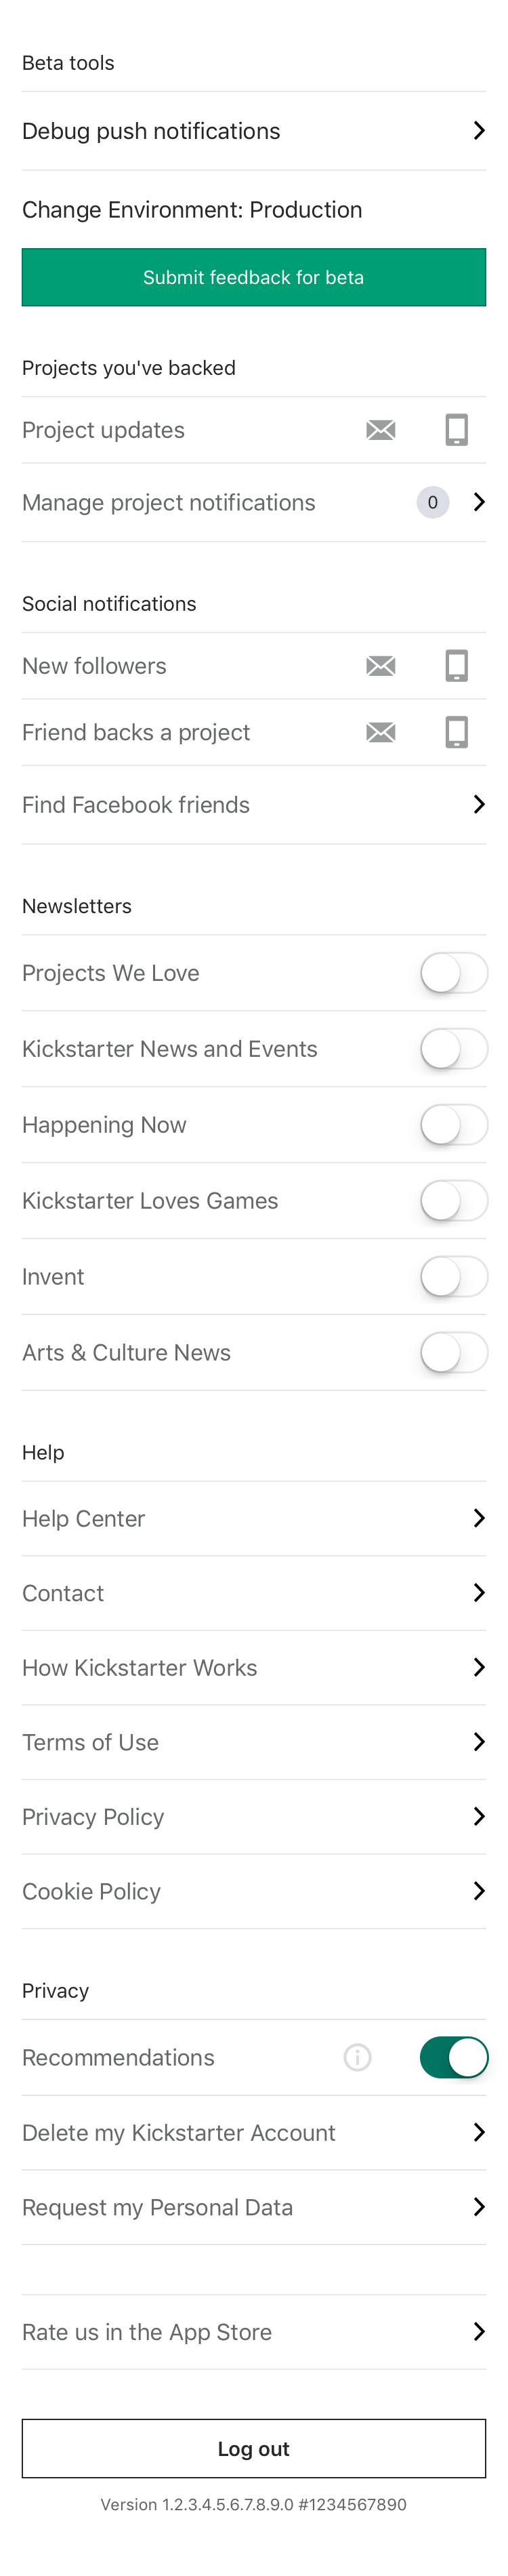 Beta tools
Debug push notifications
Change Environment: Production
Submit feedback for beta
Projects you've backed
Project updates
Manage project notifications 0
Social notifications
New followers
Friend backs a project
Find Facebook friends
Newsletters
Projects We Love
Kickstarter News and Events
Happening Now
Kickstarter Loves Games
Invent
Arts & Culture News
Help
Help Center
Contact
How Kickstarter Works
Terms of Use
Privacy Policy
Cookie Policy
Privacy
Recommendations
Delete my Kickstarter Account
Request my Personal Data
Rate us in the App Store
Log out
Version 1.2.3.4.5.6.7.8.9.0 #1234567890